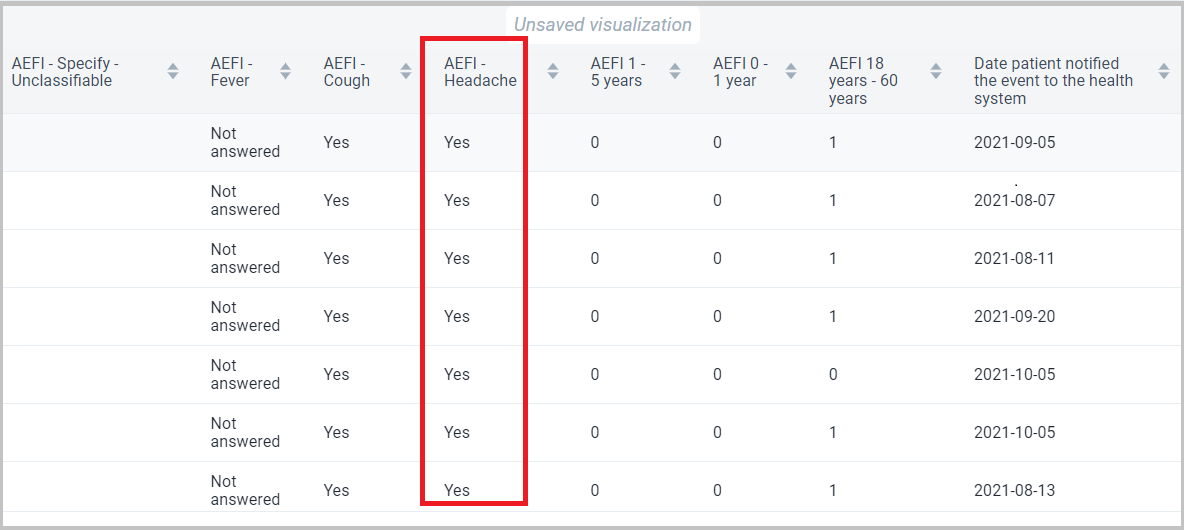 Unsaved visualization
AEFI - Specify - AEFI - AEFI - AEFI - AEFI 1 - AEFI 0 - AEFI 18 Date patient notified
Unclassifiable Fever Cough Headache 5 years 1 year years - 60 the event to the health
years system
Not
answered Yes Yes 0 0 1 2021-09-05
Not
answered Yes Yes 0 0 1 2021-08-07
Not
answered Yes Yes 0 0 1 2021-08-11
Not
answered Yes Yes 0 0 1 2021-09-20
Not
answered Yes Yes 0 0 0 2021-10-05
Not
answered Yes Yes 0 0 1 2021-10-05
Not
answered Yes Yes 0 0 1 2021-08-13